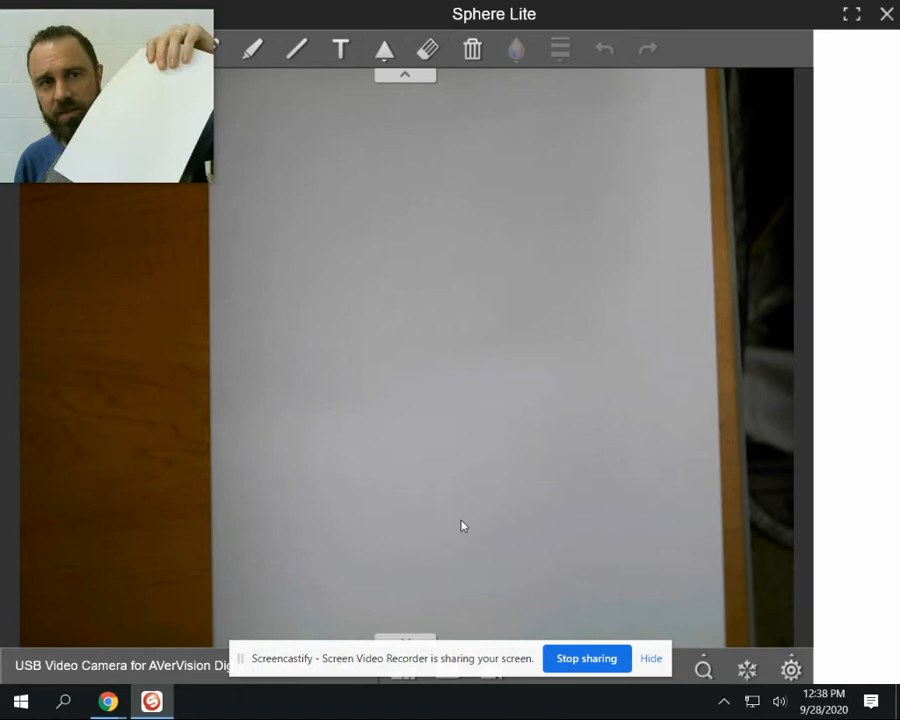 Sphere Lite
T
USB Video Camera for AVerVision Dig
Screencastify - Screen Video Recorder is sharing your screen.
Stop sharing
Hide
12:38 PM
9/28/2020